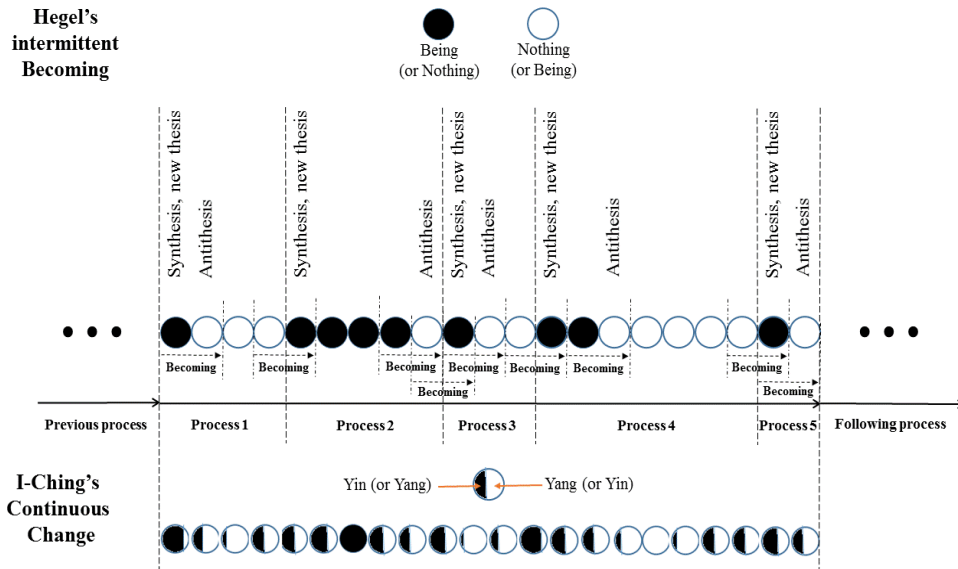 Hegel's
intermittent
Becoming
Being
(or Nothing)
Nothing
(or Being)
Synthesis, new thesis
Antithesis
Synthesis, new thesis
Antithesis
Synthesis, new thesis
Antithesis
Synthesis, new thesis
Antithesis
Synthesis, new thesis
Antithesis
Becoming
Becoming
Becoming
Becoming
Becoming
Becoming
Becoming
Becoming
Previous process
Process 1
Process 2
Process 3
Process 4
Process 5
Following process
I-Ching's
Continuous
Change
Yin (or Yang)
Yang (or Yin)